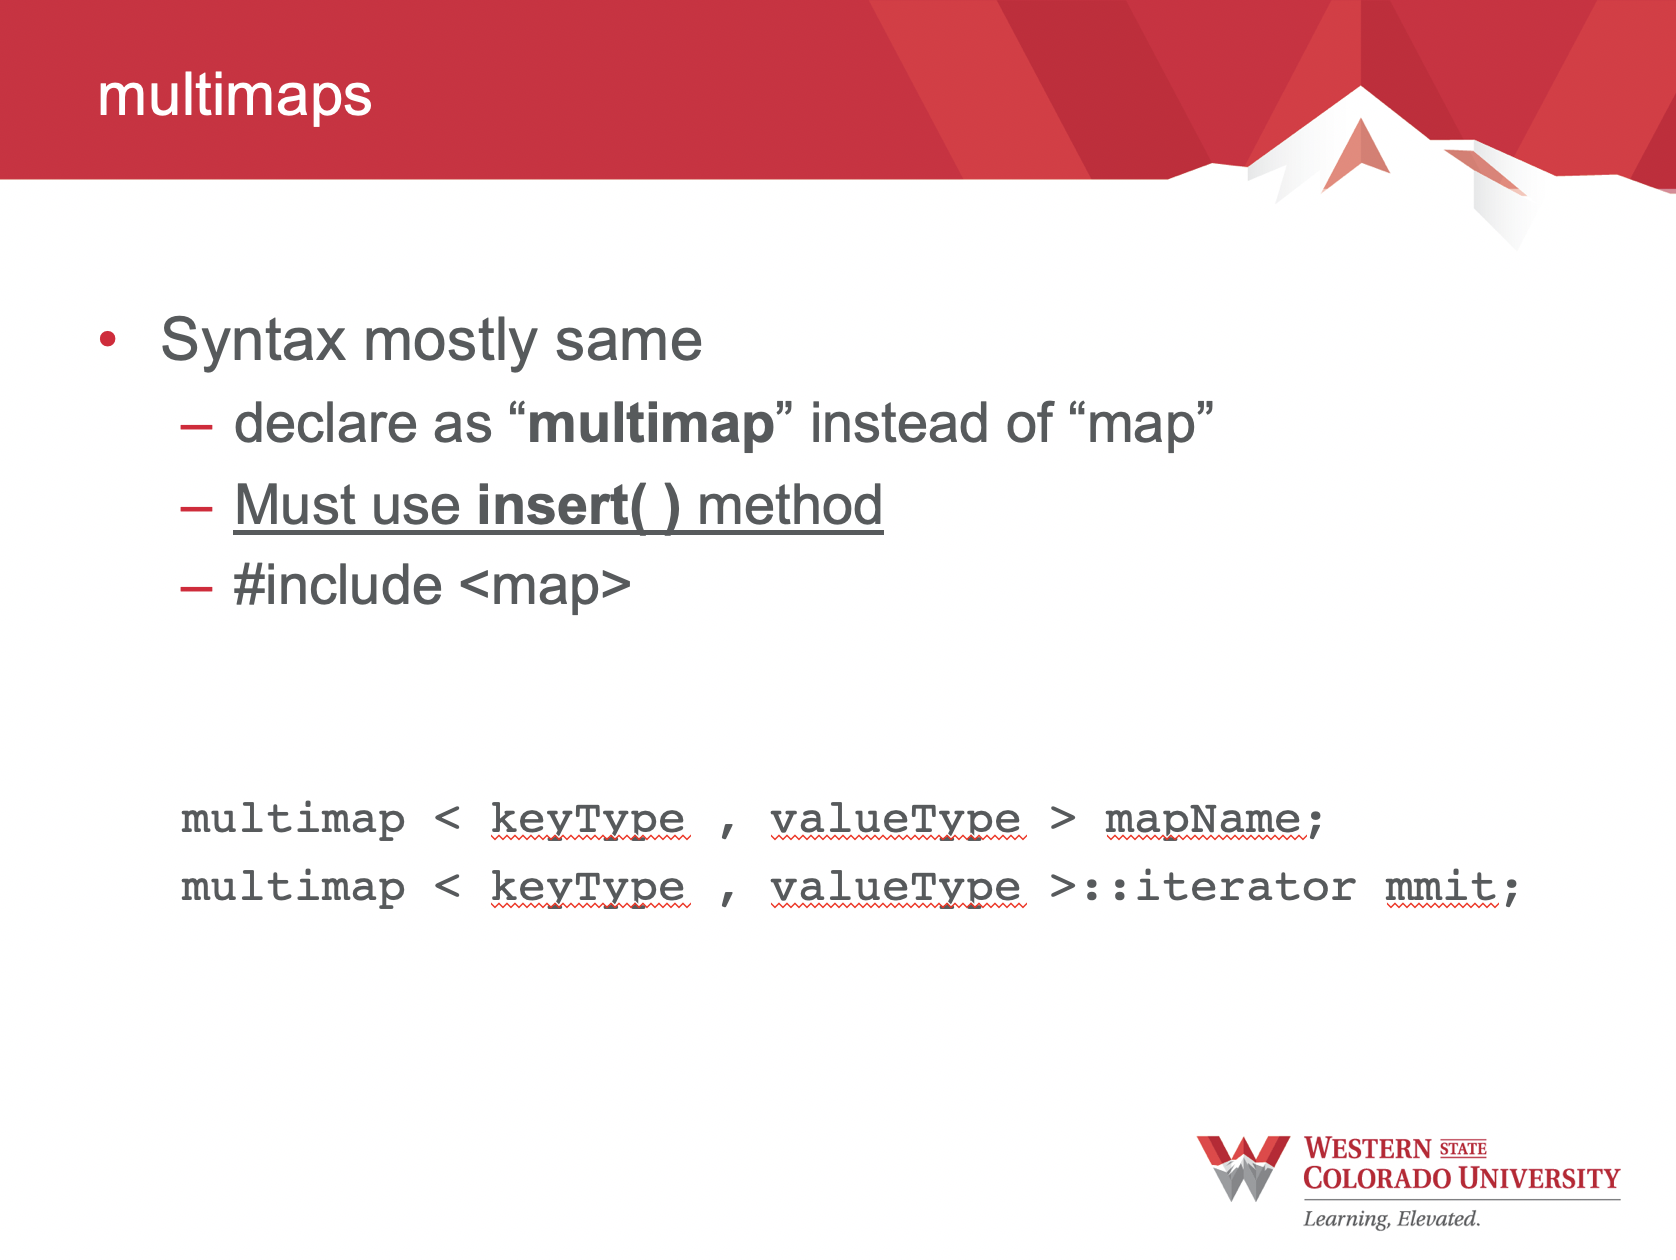 multimaps
• Syntax mostly same
– declare as “multimap” instead of “map”
– Must use insert( ) method
– #include <map>
multimap < keyType , valueType > mapName;
multimap < keyType , valueType >::iterator mmit;
WESTERN STATE
COLORADO UNIVERSITY
Learning, Elevated.